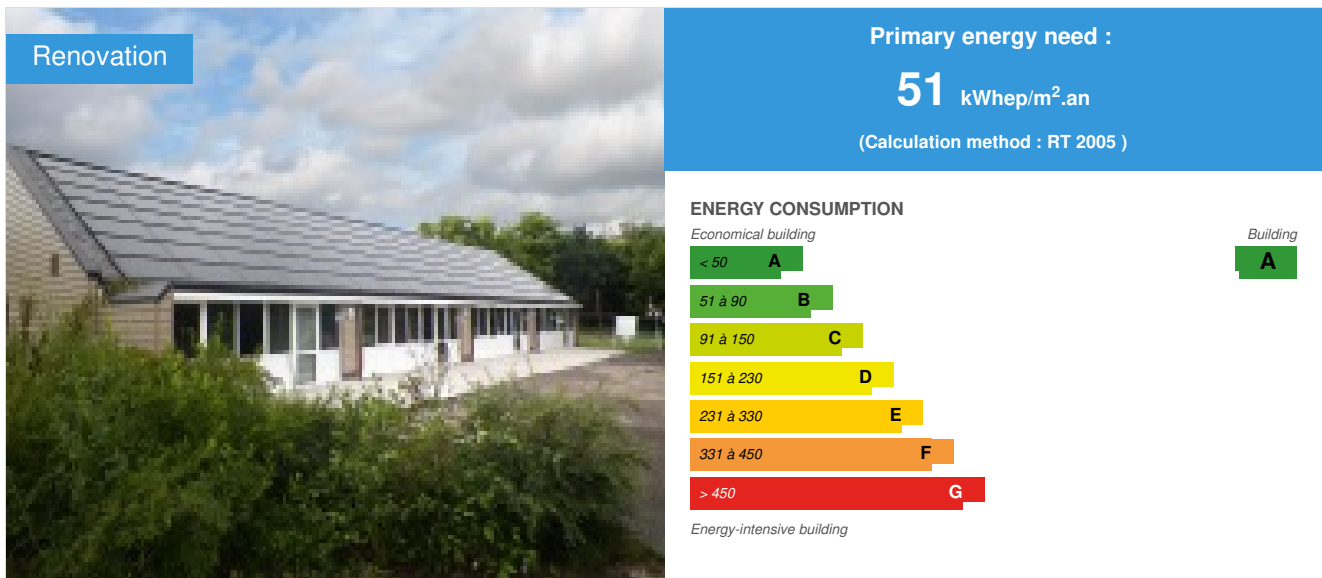 Renovation
Primary energy need :
51 kWhep/m².an
(Calculation method : RT 2005 )
ENERGY CONSUMPTION
Economical building
Building
< 50 A
A
51 à 90 B
91 à 150 C
151 à 230 D
231 à 330 E
331 à 450 F
> 450 G
Energy-intensive building